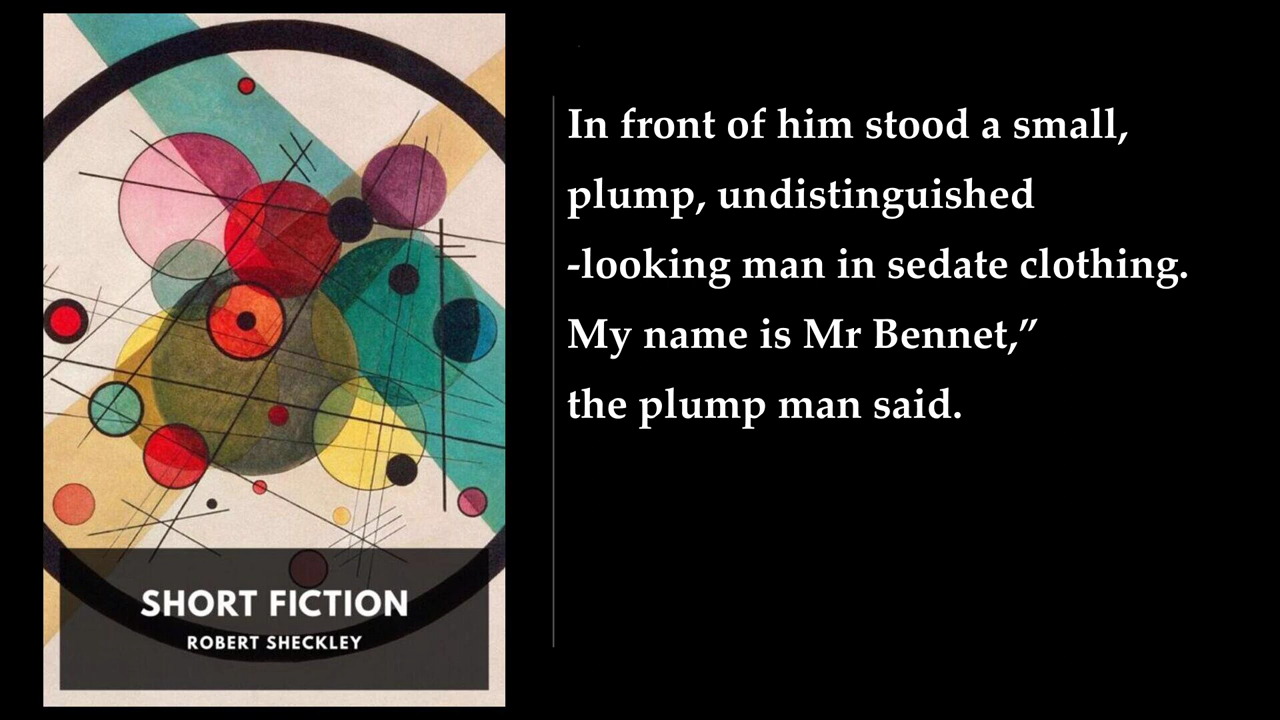 SHORT FICTION
ROBERT SHECKLEY
In front of him stood a small,
plump, undistinguished
-looking man in sedate clothing.
My name is Mr Bennet,”
the plump man said.